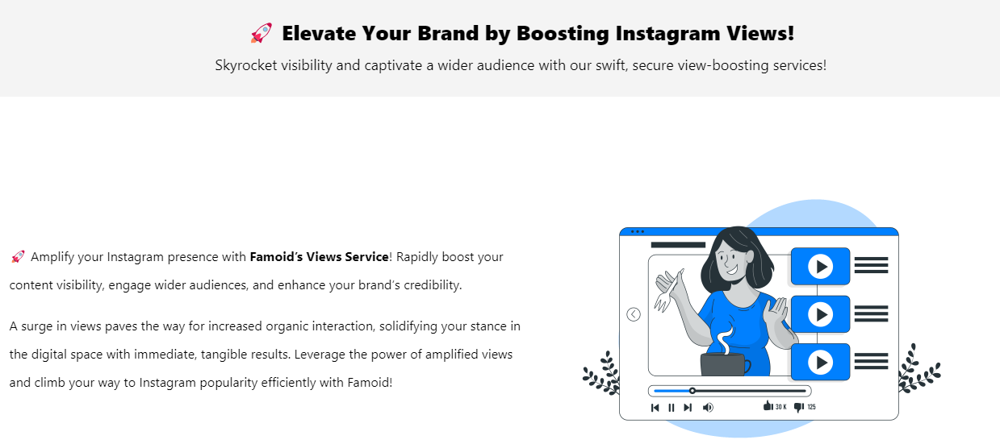 🚀 Elevate Your Brand by Boosting Instagram Views!
Skyrocket visibility and captivate a wider audience with our swift, secure view-boosting services!
🚀 Amplify your Instagram presence with Famoid’s Views Service! Rapidly boost your
content visibility, engage wider audiences, and enhance your brand’s credibility.
A surge in views paves the way for increased organic interaction, solidifying your stance in
the digital space with immediate, tangible results. Leverage the power of amplified views
and climb your way to Instagram popularity efficiently with Famoid!
30 K 125